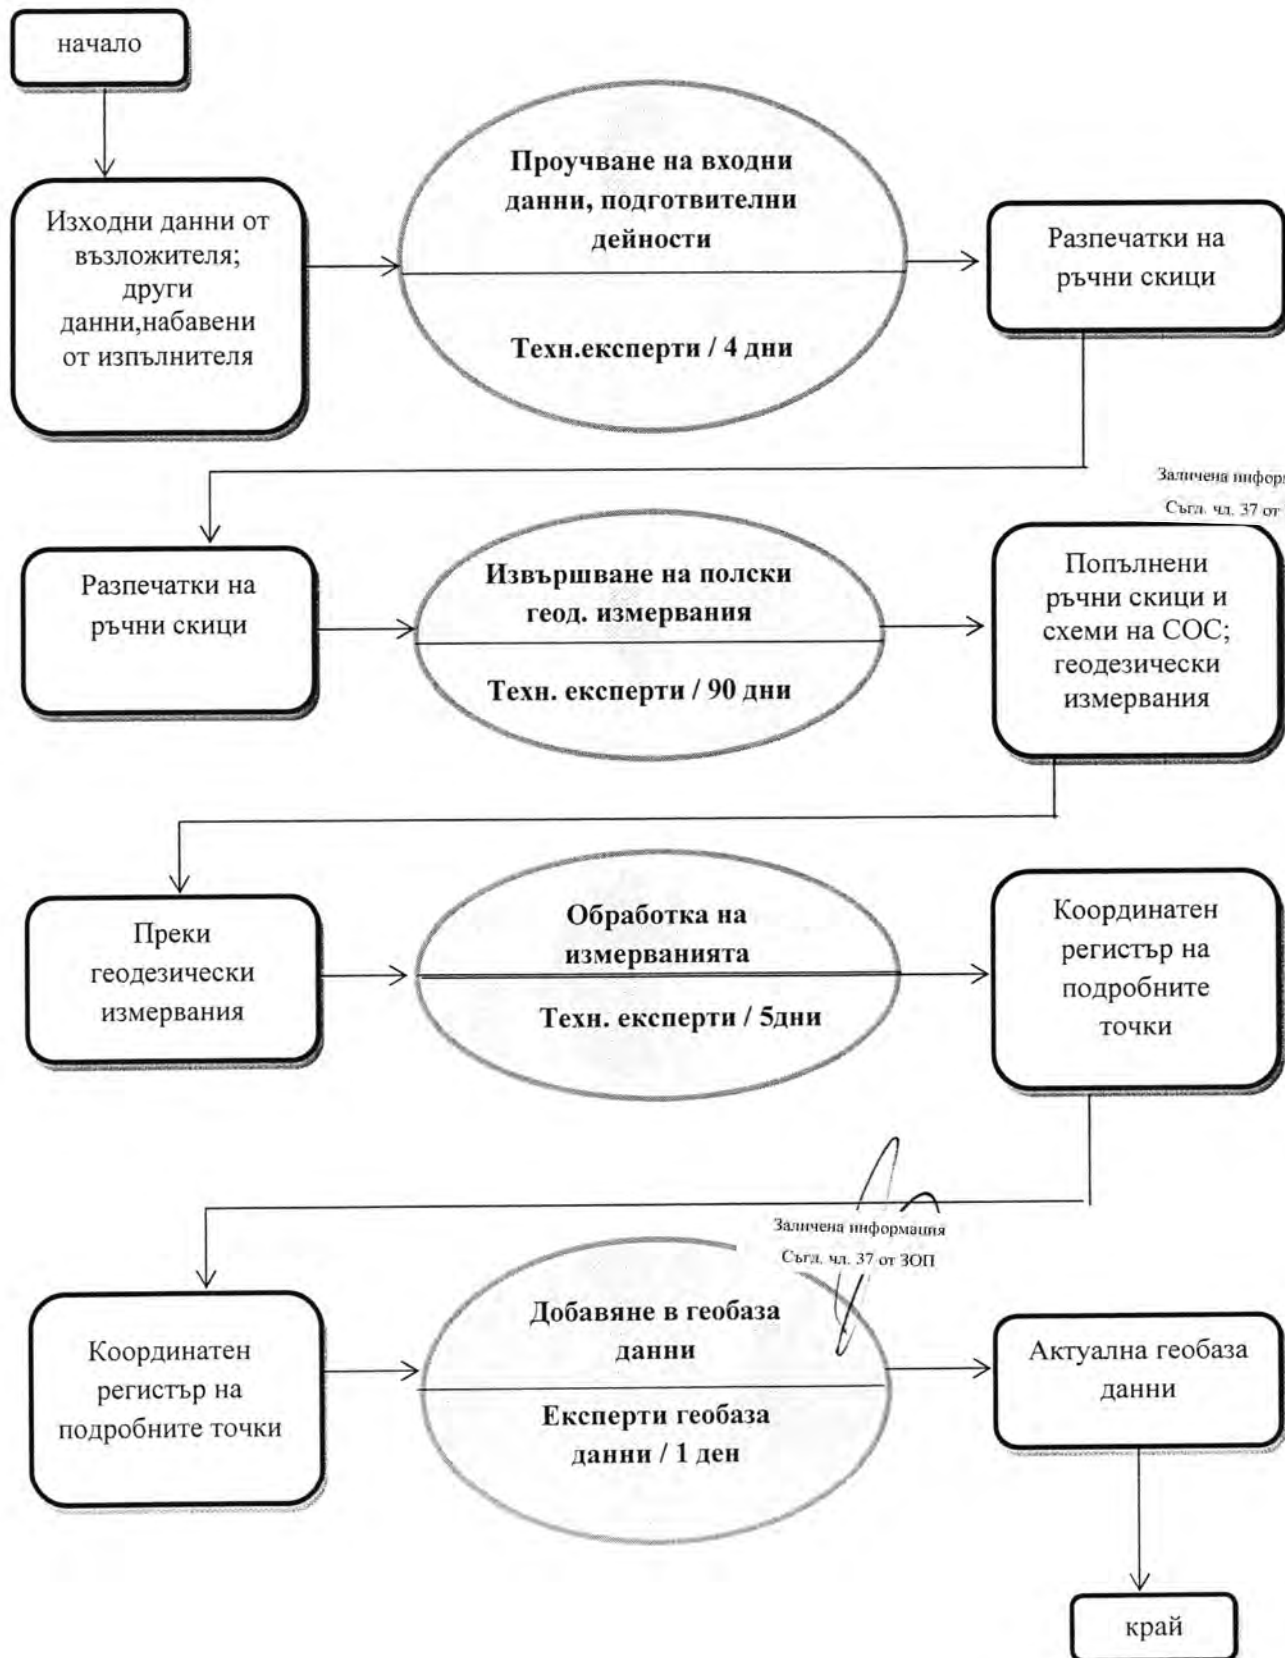 начало
Изходни данни от
възложителя;
други
данни,набавени
от изпълнителя
Проучване на входни
данни, подготвителни
дейности
Техн.експерти / 4 дни
Разпечатки на
ръчни скици
Заличена информ
Съгл. чл. 37 от
Разпечатки на
ръчни скици
Извършване на полски
геод. измервания
Техн. експерти / 90 дни
Попълнени
ръчни скици и
схеми на СОС;
геодезически
измервания
Преки
геодезически
измервания
Обработка на
измерванията
Техн. експерти / 5дни
Координатен
регистър на
подробните
точки
Заличена информация
Съгл. чл. 37 от ЗОП
Координатен
регистър на
подробните точки
Добавяне в геобаза
данни
Експерти геобаза
данни / 1 ден
Актуална геобаза
данни
край